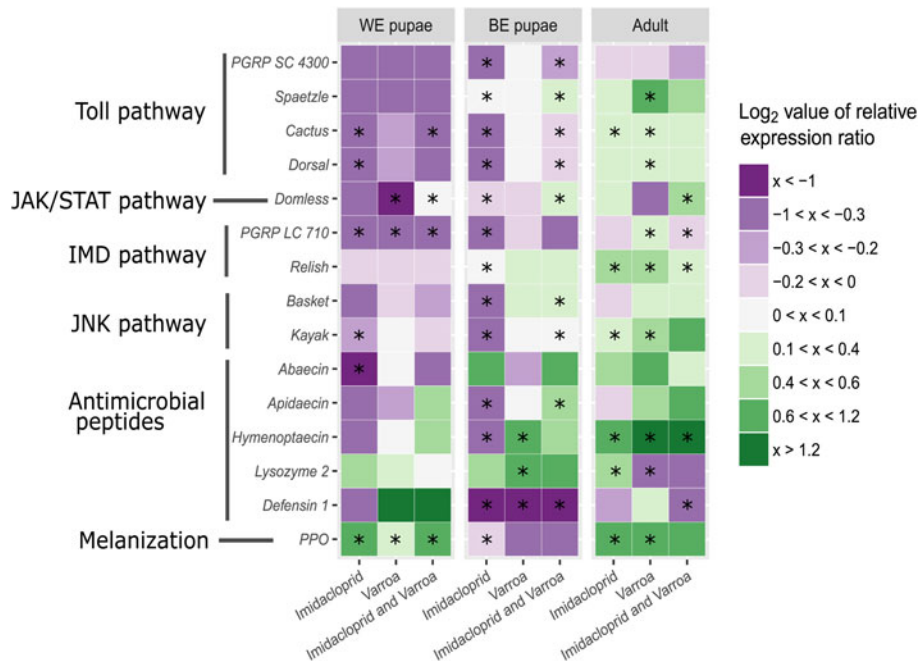 WE pupae BE pupae Adult
Toll pathway
PGRP SC 4300
Spaetzle
Cactus
Dorsal
JAK/STAT pathway
Domless
IMD pathway
PGRP LC 710
Relish
JNK pathway
Basket
Kayak
Antimicrobial
peptides
Abaecin
Apidaecin
Hymenoptaecin
Lysozyme 2
Defensin 1
Melanization
PPO
Imidacloprid
Varroa
Imidacloprid and Varroa
Imidacloprid
Varroa
Imidacloprid and Varroa
Imidacloprid
Varroa
Imidacloprid and Varroa
Log₂ value of relative
expression ratio
x < −1
−1 < x < −0.3
−0.3 < x < −0.2
−0.2 < x < 0
0 < x < 0.1
0.1 < x < 0.4
0.4 < x < 0.6
0.6 < x < 1.2
x > 1.2